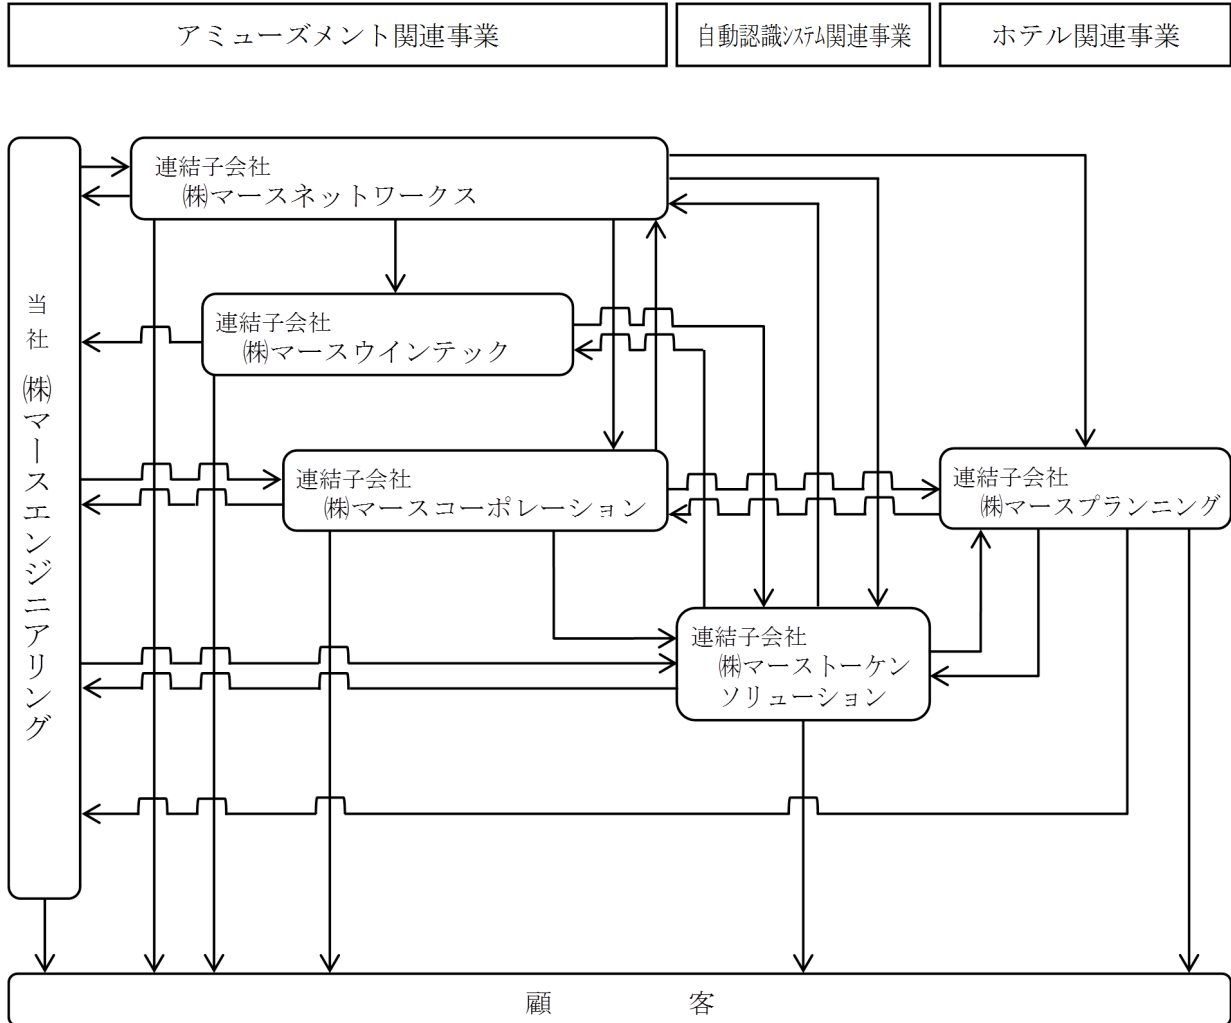 アミューズメント関連事業
自動認識ｼｽﾃﾑ関連事業
ホテル関連事業
当社 ㈱マースエンジニアリング
連結子会社
㈱マースネットワークス
連結子会社
㈱マースウインテック
連結子会社
㈱マースコーポレーション
連結子会社
㈱マースプランニング
連結子会社
㈱マーストーケン
ソリューション
顧客